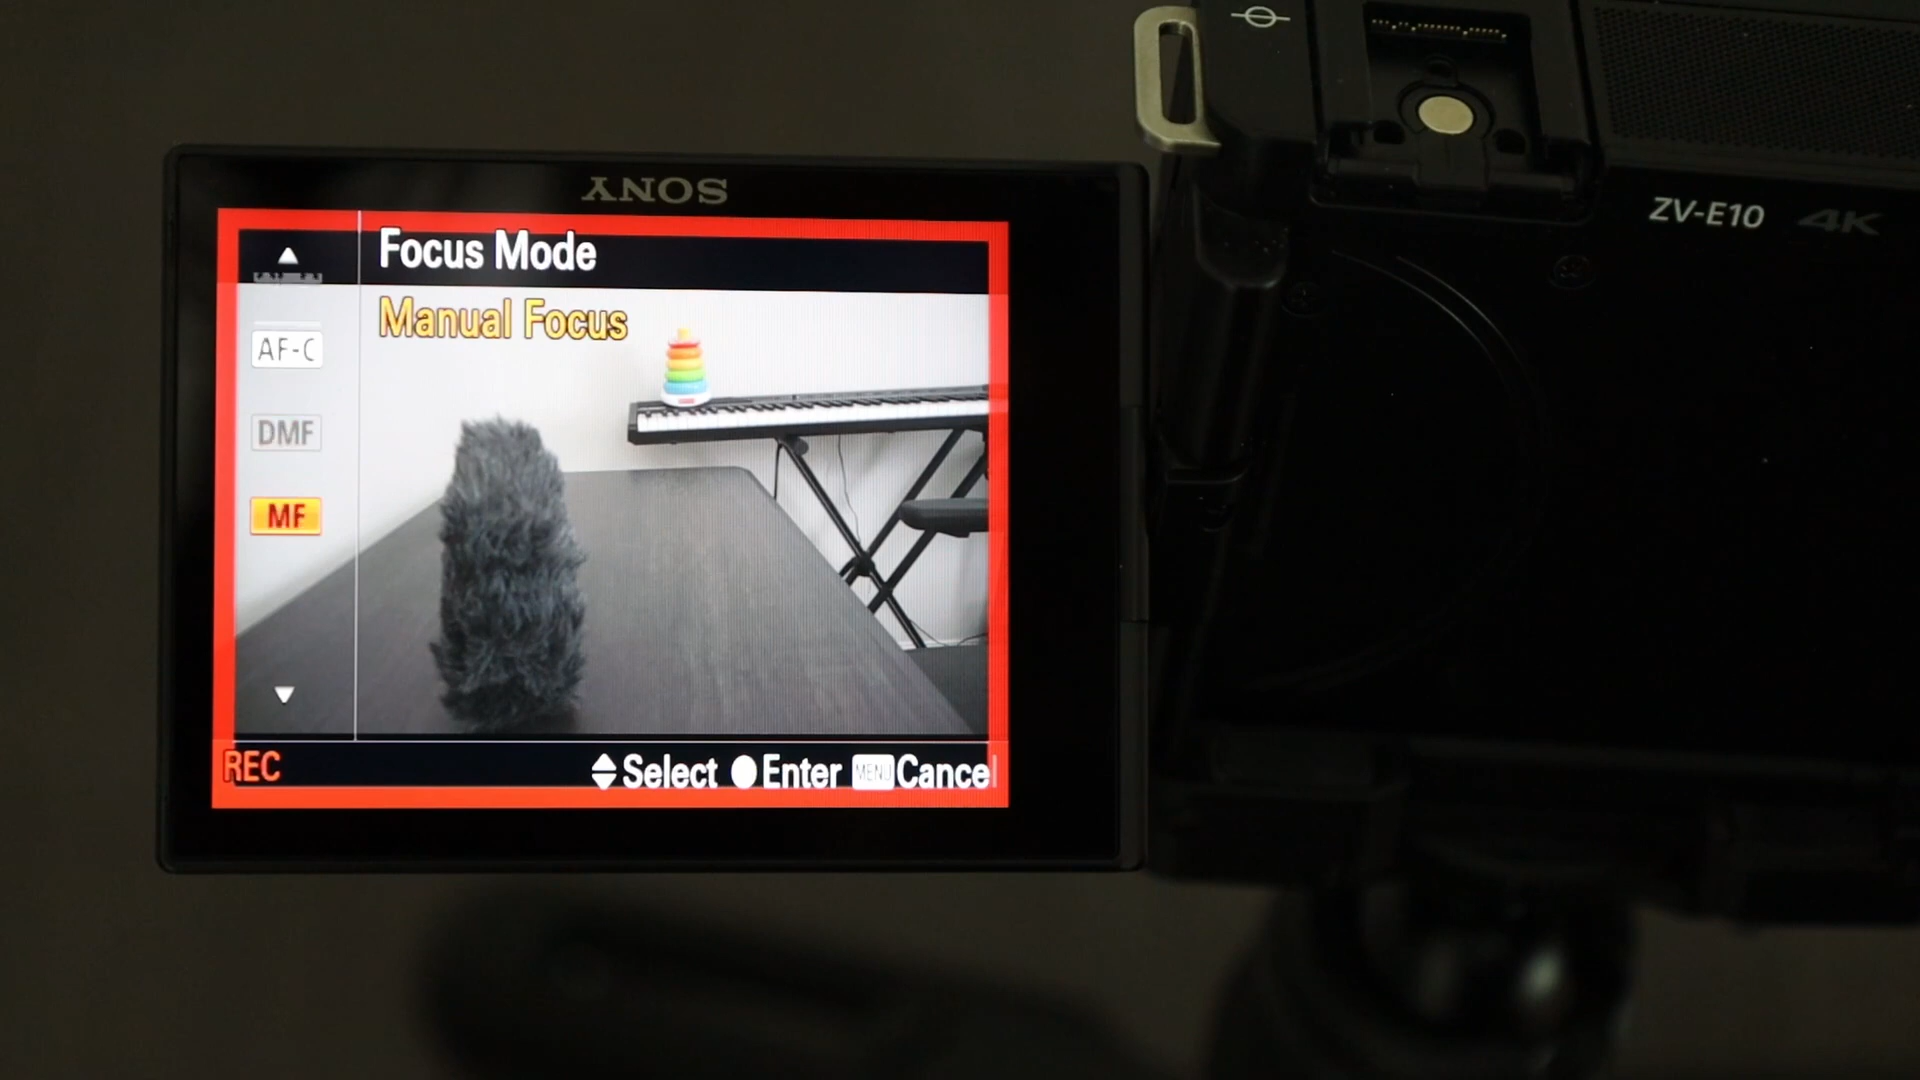 SONY
Focus Mode
Manual Focus
AF-C
DMF
MF
REC
Select Enter MENU Cancel
ZV-E10 4K